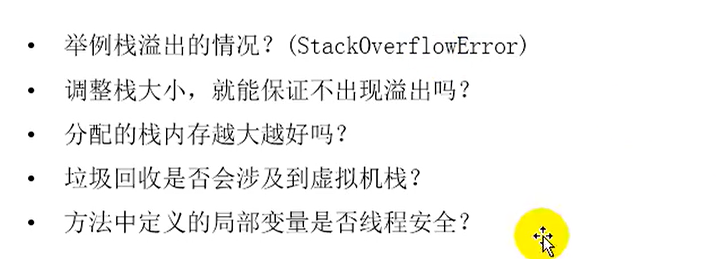 • 举例栈溢出的情况？(StackOverflowError)
• 调整栈大小，就能保证不出现溢出吗？
• 分配的栈内存越大越好吗？
• 垃圾回收是否会涉及到虚拟机栈？
• 方法中定义的局部变量是否线程安全？